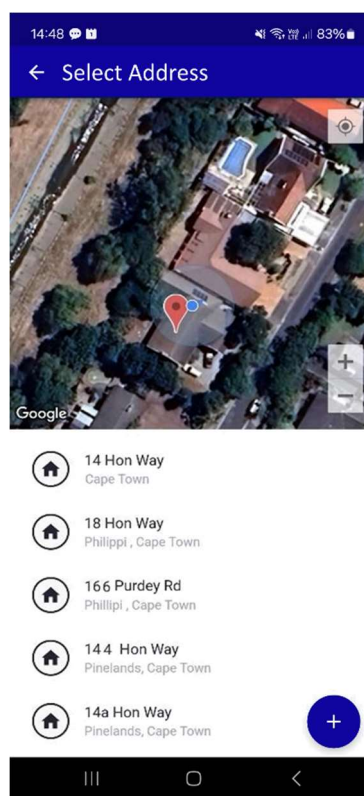 14:48
83%
Select Address
Google
14 Hon Way
Cape Town
18 Hon Way
Philippi , Cape Town
166 Purdey Rd
Phillipi , Cape Town
144 Hon Way
Pinelands, Cape Town
14a Hon Way
Pinelands, Cape Town